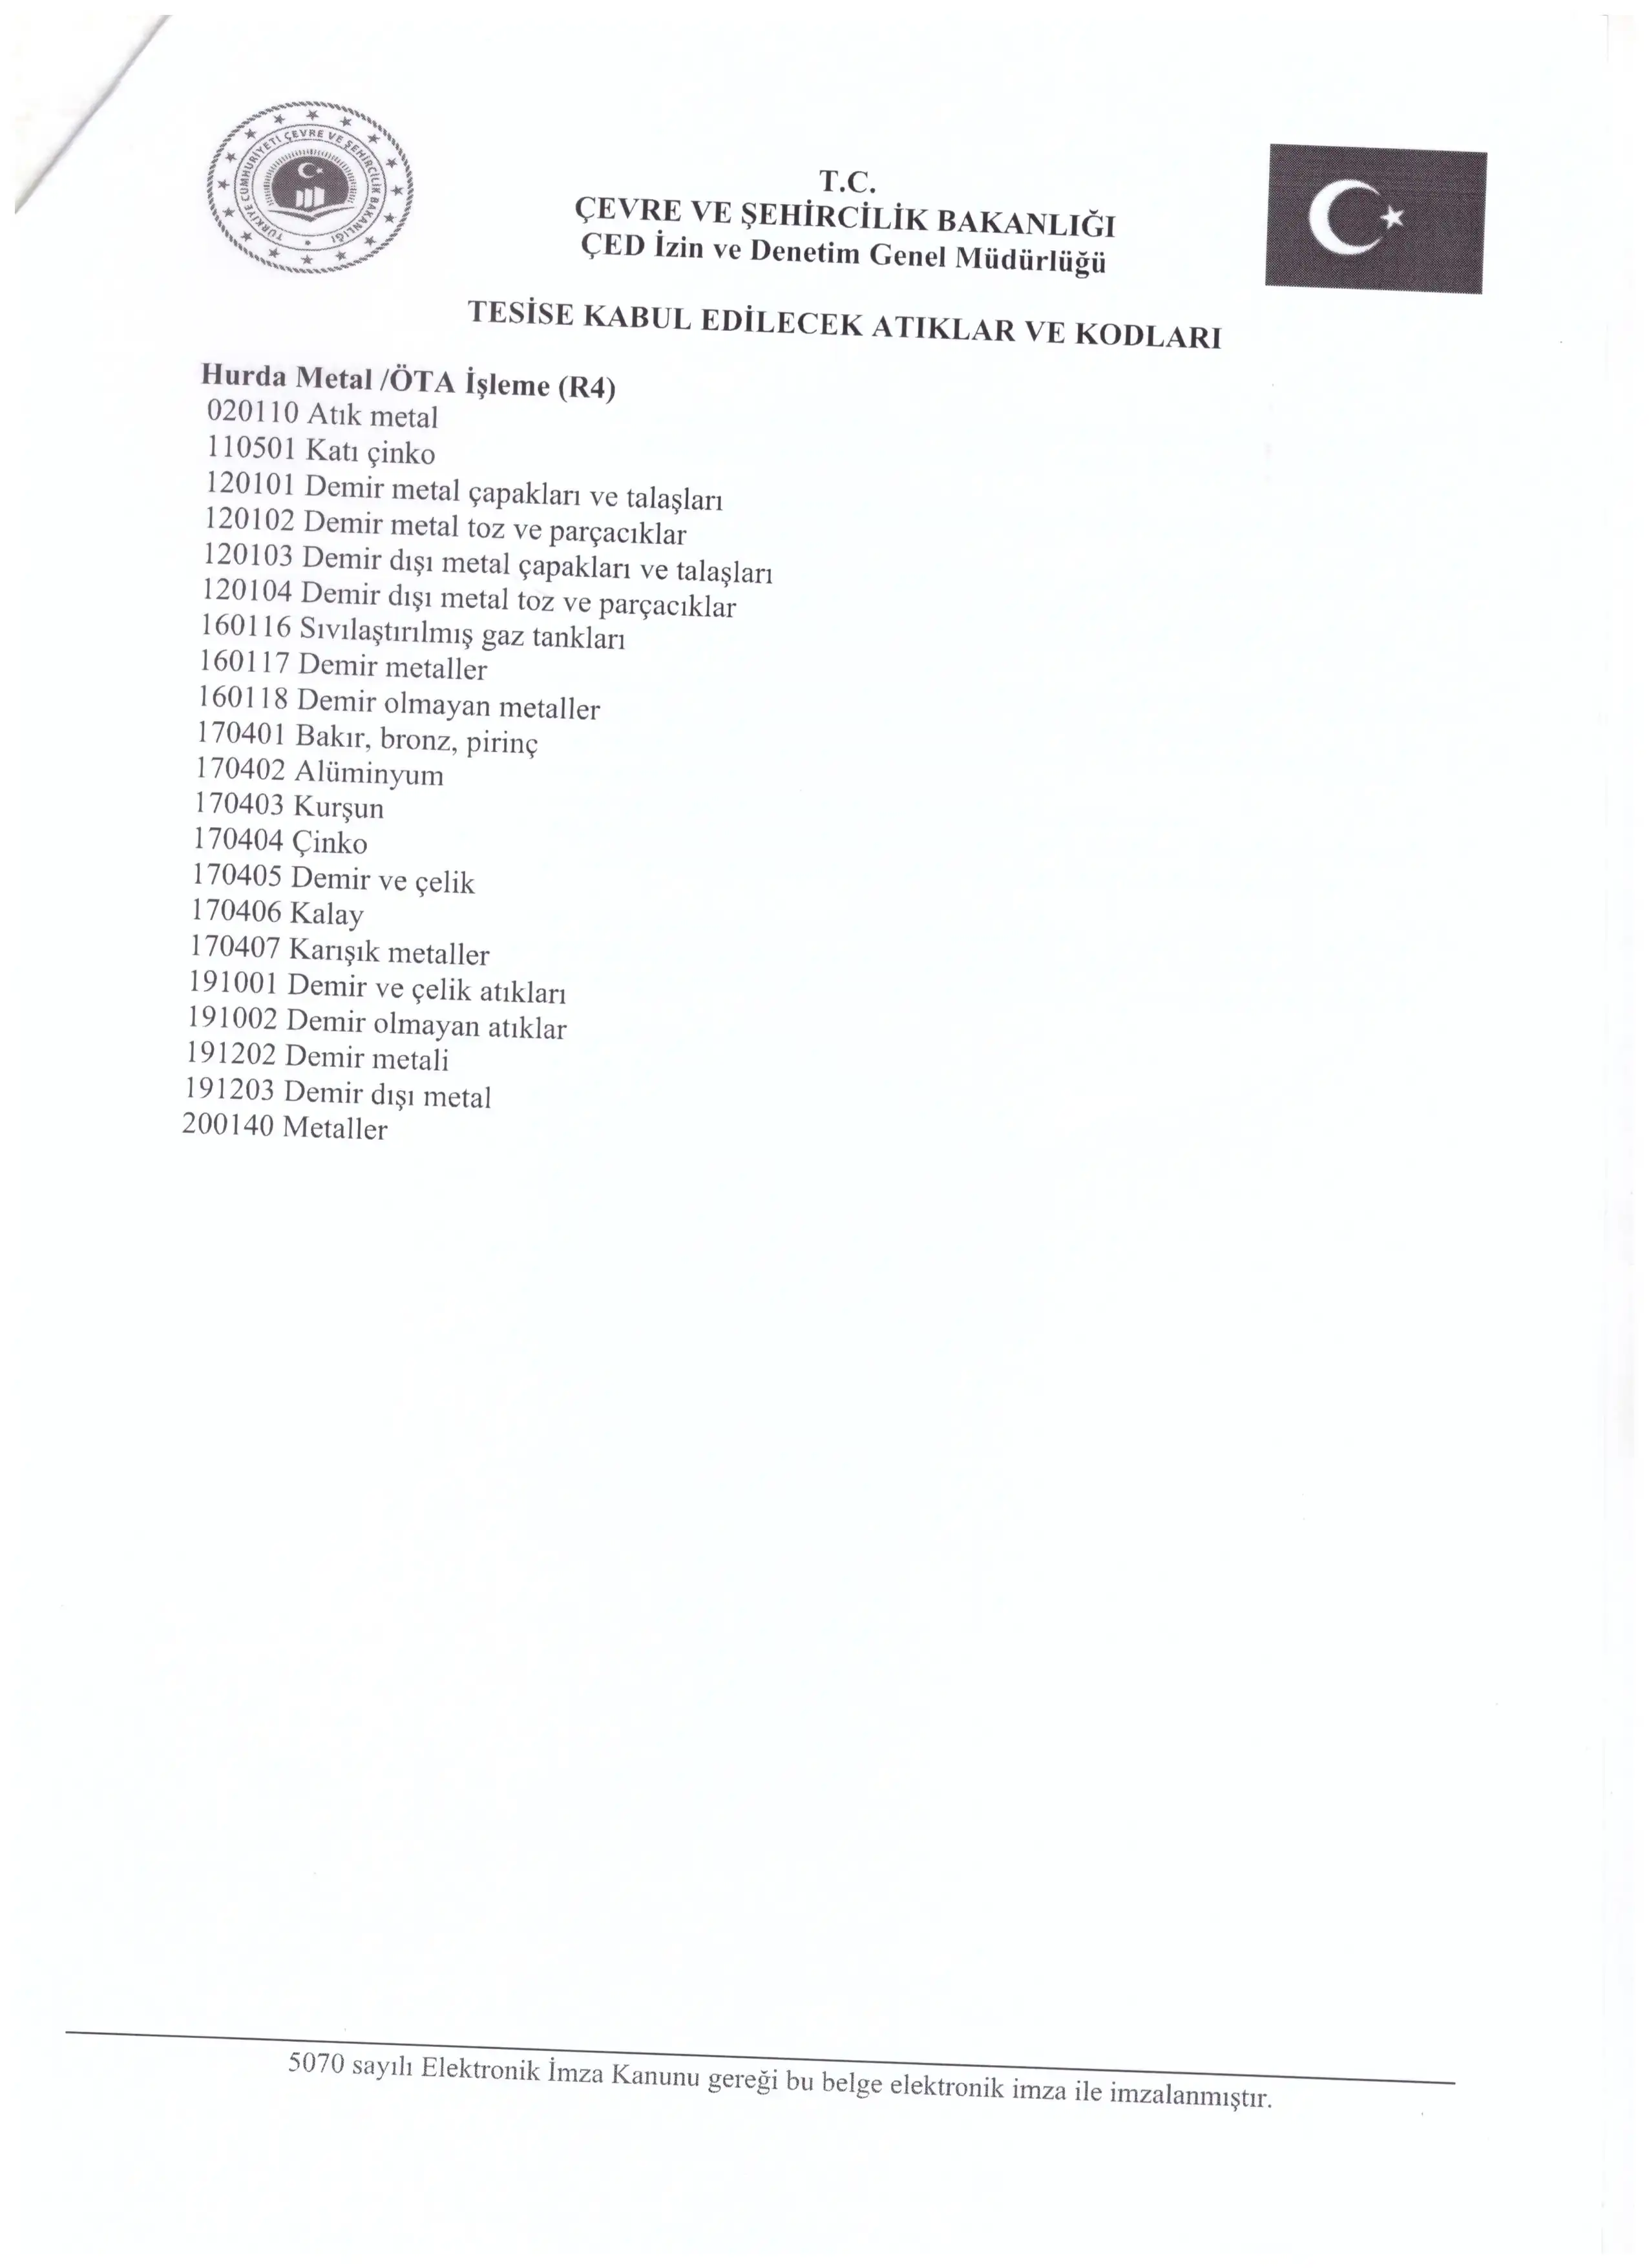 TÜRKİYE CUMHURİYETİ ÇEVRE VE ŞEHİRCİLİK BAKANLIĞI
T.C.
ÇEVRE VE ŞEHİRCİLİK BAKANLIĞI
ÇED İzin ve Denetim Genel Müdürlüğü
TESİSE KABUL EDİLECEK ATIKLAR VE KODLARI
Hurda Metal /ÖTA İşleme (R4)
020110 Atık metal
110501 Katı çinko
120101 Demir metal çapakları ve talaşları
120102 Demir metal toz ve parçacıklar
120103 Demir dışı metal çapakları ve talaşları
120104 Demir dışı metal toz ve parçacıklar
160116 Sıvılaştırılmış gaz tankları
160117 Demir metaller
160118 Demir olmayan metaller
170401 Bakır, bronz, pirinç
170402 Alüminyum
170403 Kurşun
170404 Çinko
170405 Demir ve çelik
170406 Kalay
170407 Karışık metaller
191001 Demir ve çelik atıkları
191002 Demir olmayan atıklar
191202 Demir metali
191203 Demir dışı metal
200140 Metaller
5070 sayılı Elektronik İmza Kanunu gereği bu belge elektronik imza ile imzalanmıştır.